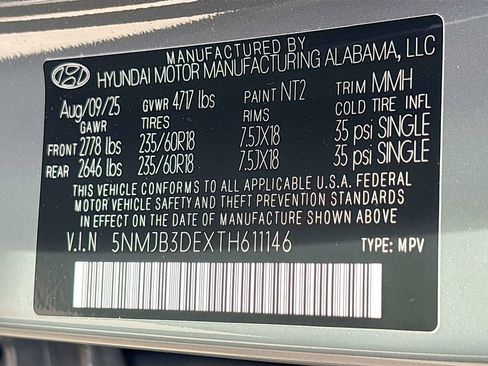 MANUFACTURED BY
HYUNDAI MOTOR MANUFACTURING ALABAMA, LLC
Aug/09/25 GVWR 4717 lbs PAINT NT2 TRIM MMH
GAWR TIRES RIMS COLD TIRE INFL
FRONT 2778 lbs 235/60R18 7.5JX18 35 psi SINGLE
REAR 2646 lbs 235/60R18 7.5JX18 35 psi SINGLE
THIS VEHICLE CONFORMS TO ALL APPLICABLE U.S.A. FEDERAL
MOTOR VEHICLE SAFETY AND THEFT PREVENTION STANDARDS
IN EFFECT ON THE DATE OF MANUFACTURE SHOWN ABOVE.
V.I.N 5NMJB3DEXTH611146 TYPE: MPV